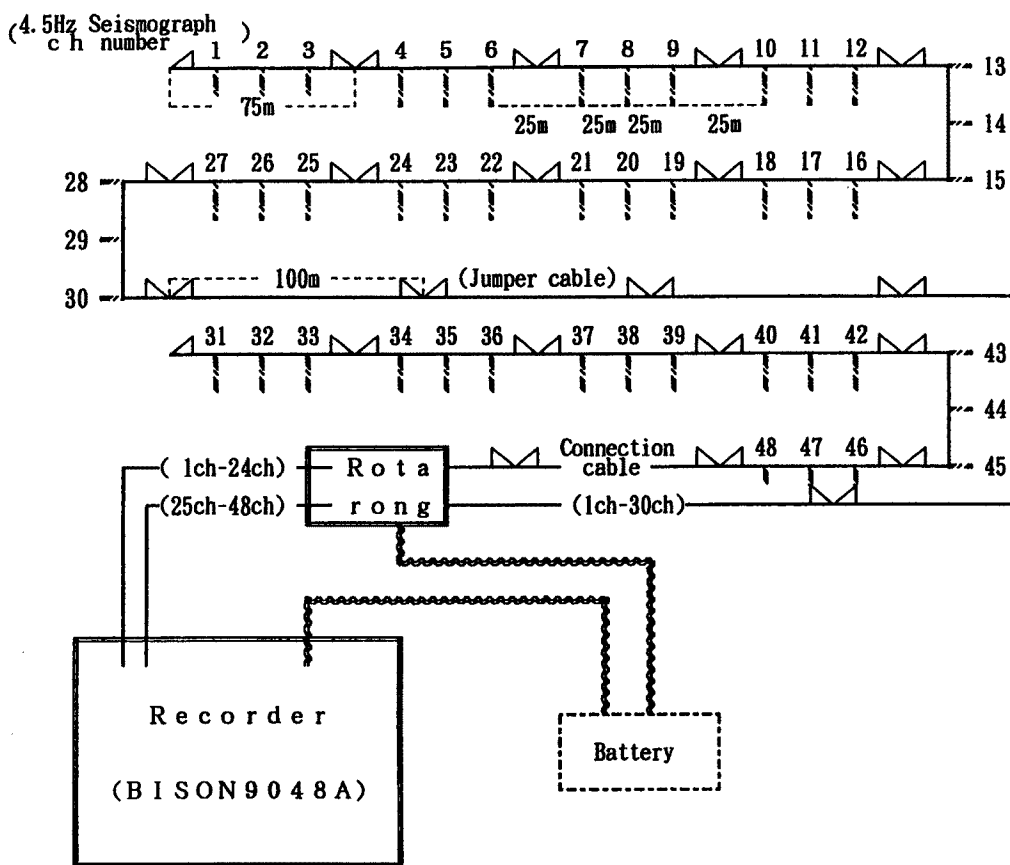 (4.5Hz Seismograph
ch number)
1 2 3 4 5 6 7 8 9 10 11 12
13
75m
25m 25m 25m 25m
14
27 26 25 24 23 22 21 20 19 18 17 16
28
15
29
100m
(Jumper cable)
30
31 32 33 34 35 36 37 38 39 40 41 42
43
44
Connection
cable
48 47 46
45
( 1ch-24ch)
Rota
(25ch-48ch)
rong
(1ch-30ch)
Recorder
Battery
(BISON9048A)